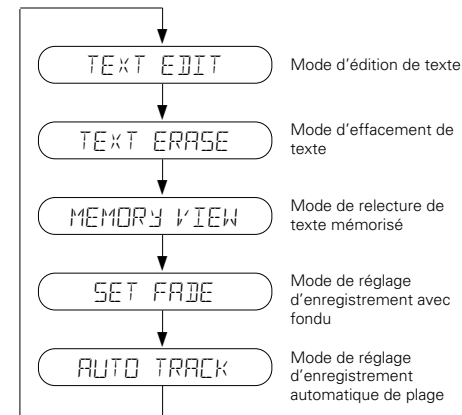 TEXT EDIT
Mode d'édition de texte
TEXT ERASE
Mode d'effacement de
texte
MEMORY VIEW
Mode de relecture de
texte mémorisé
SET FADE
Mode de réglage
d'enregistrement avec
fondu
AUTO TRACK
Mode de réglage
d'enregistrement
automatique de plage